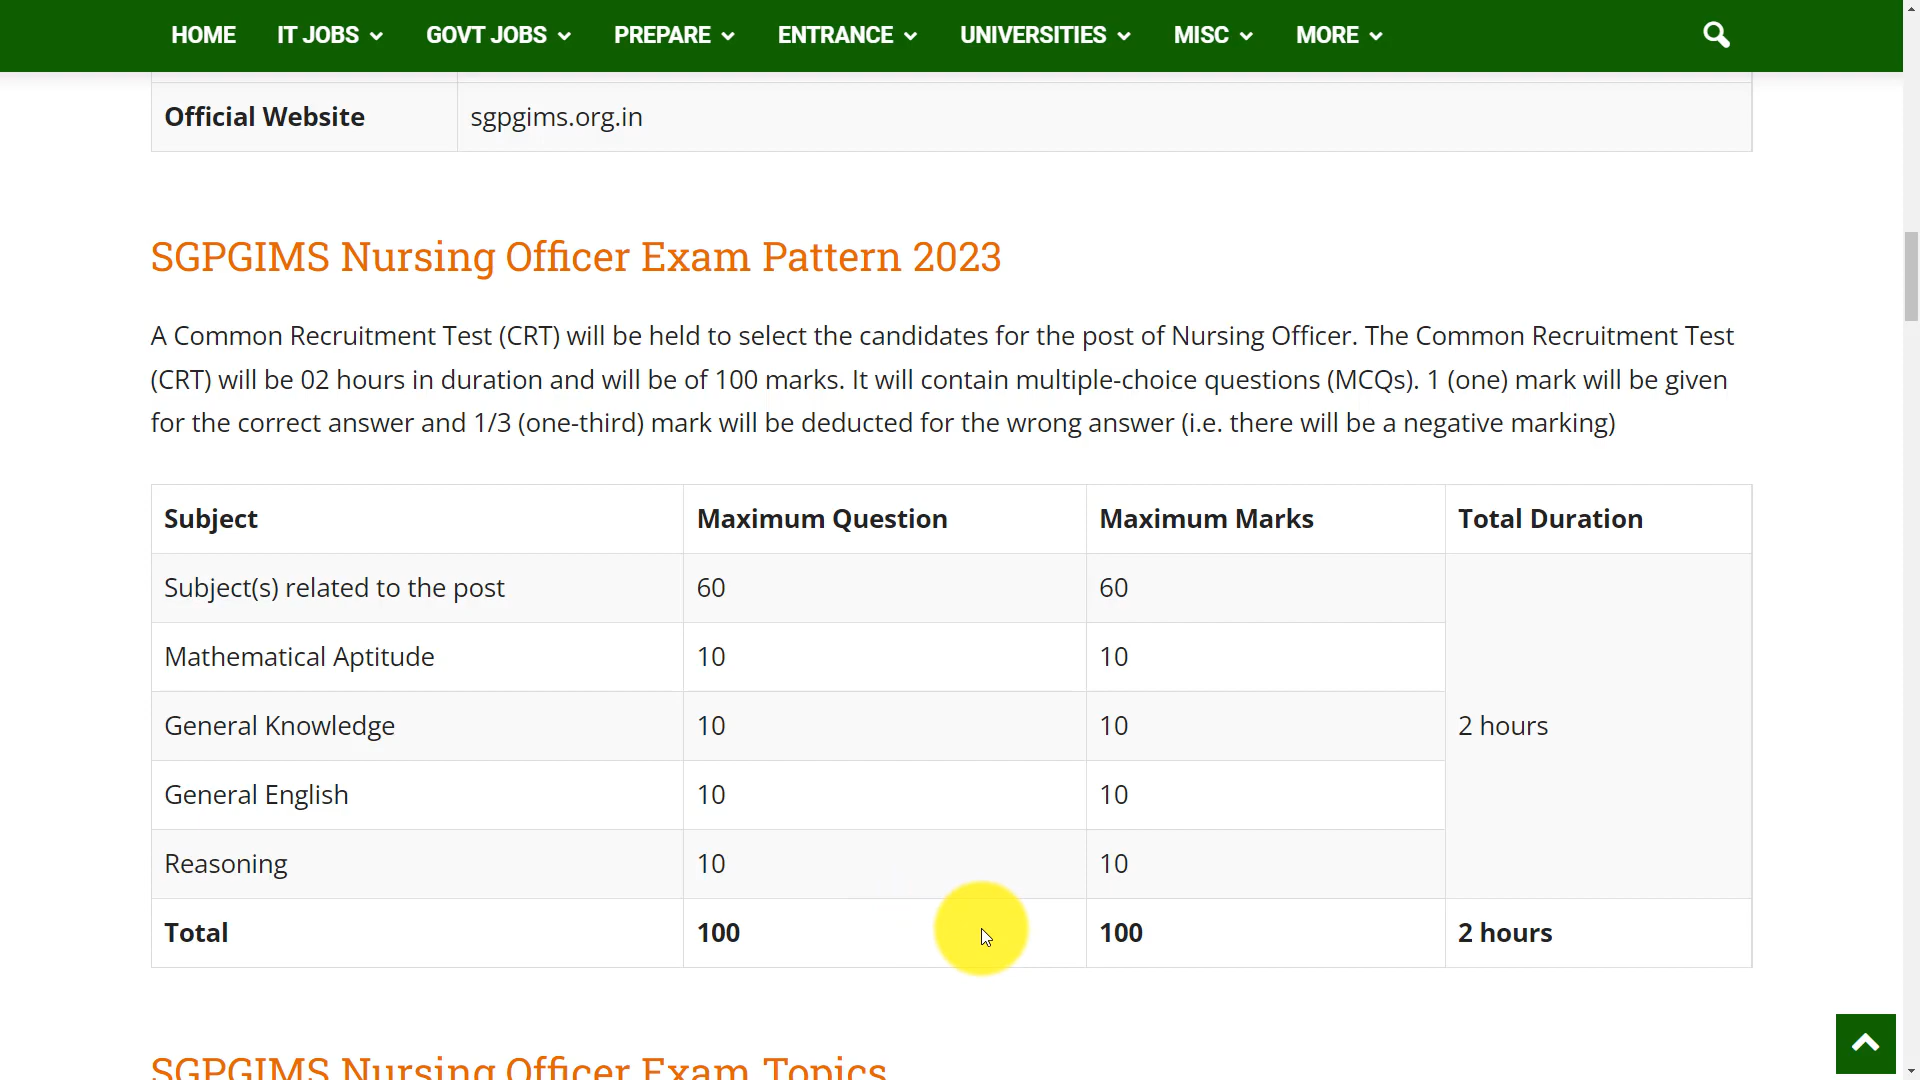 HOME IT JOBS GOVT JOBS PREPARE ENTRANCE UNIVERSITIES MISC MORE
Official Website sgpgims.org.in
SGPGIMS Nursing Officer Exam Pattern 2023
A Common Recruitment Test (CRT) will be held to select the candidates for the post of Nursing Officer. The Common Recruitment Test
(CRT) will be 02 hours in duration and will be of 100 marks. It will contain multiple-choice questions (MCQs). 1 (one) mark will be given
for the correct answer and 1/3 (one-third) mark will be deducted for the wrong answer (i.e. there will be a negative marking)
Subject Maximum Question Maximum Marks Total Duration
Subject(s) related to the post 60 60
Mathematical Aptitude 10 10
General Knowledge 10 10 2 hours
General English 10 10
Reasoning 10 10
Total 100 100 2 hours
SGPGIMS Nursing Officer Exam Topics